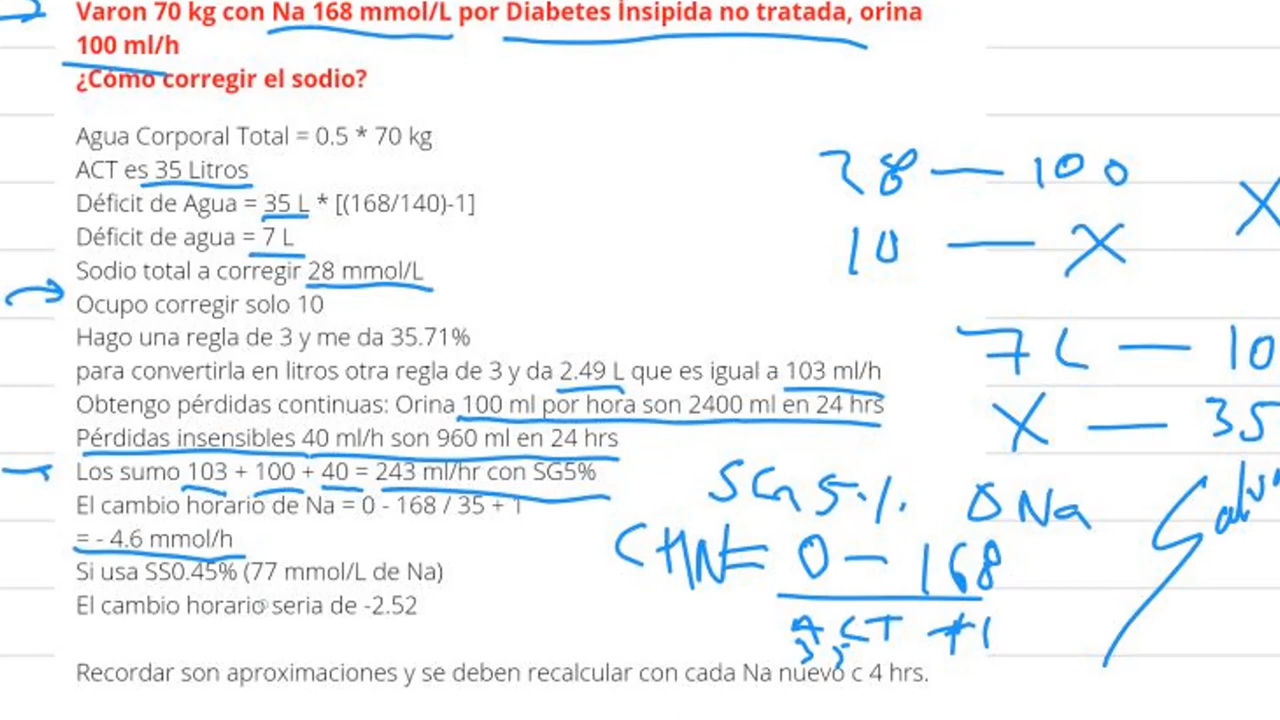 Varon 70 kg con Na 168 mmol/L por Diabetes Insipida no tratada, orina
100 ml/h
¿Cómo corregir el sodio?
Agua Corporal Total = 0.5 * 70 kg
ACT es 35 Litros
Déficit de Agua = 35 L * [(168/140)-1]
Déficit de agua = 7 L
Sodio total a corregir 28 mmol/L
Ocupo corregir solo 10
Hago una regla de 3 y me da 35.71%
para convertirla en litros otra regla de 3 y da 2.49 L que es igual a 103 ml/h
Obtengo pérdidas continuas: Orina 100 ml por hora son 2400 ml en 24 hrs
Pérdidas insensibles 40 ml/h son 960 ml en 24 hrs
Los sumo 103 + 100 + 40 = 243 ml/hr con SG5%
El cambio horario de Na = 0 - 168 / 35 + 1
= - 4.6 mmol/h
Si usa SS0.45% (77 mmol/L de Na)
El cambio horario seria de -2.52
Recordar son aproximaciones y se deben recalcular con cada Na nuevo c 4 hrs.
28 — 100
10 — X
X
7 L — 10
X — 35
SG 5% 0 Na
CHN= 0 — 168
ACT +1
35